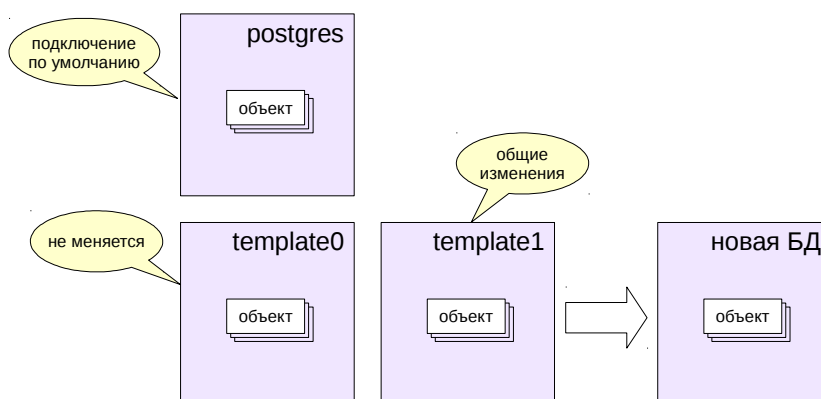 postgres
подключение
по умолчанию
объект
общие
изменения
не меняется
template0
template1
новая БД
объект
объект
объект